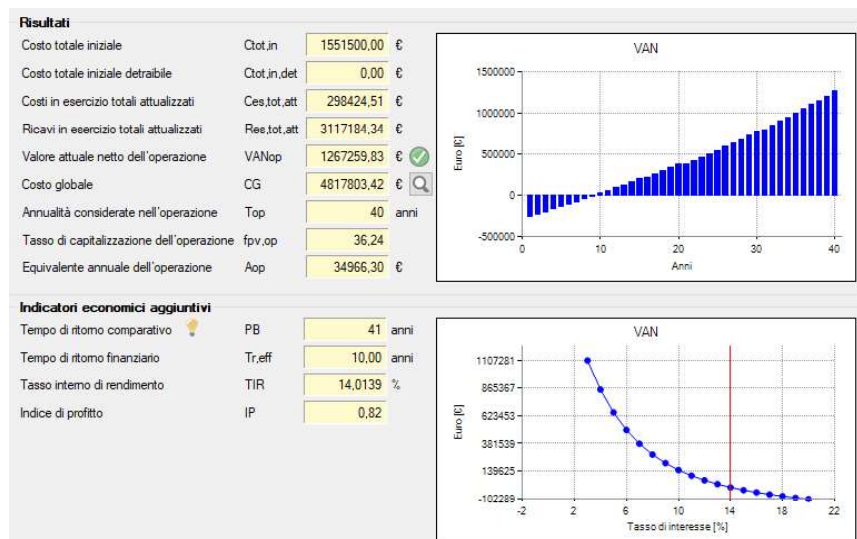 Risultati
Costo totale iniziale Ctot,in 1551500,00 €
Costo totale iniziale detraibile Ctot,in,det 0,00 €
Costi in esercizio totali attualizzati Ces,tot,att 298424,51 €
Ricavi in esercizio totali attualizzati Res,tot,att 3117184,34 €
Valore attuale netto dell'operazione VANop 1267259,83 €
Costo globale CG 4817803,42 €
Annualità considerate nell'operazione Top 40 anni
Tasso di capitalizzazione dell'operazione fpv,op 36,24
Equivalente annuale dell'operazione Aop 34966,30 €
VAN
Euro [€]
1500000
1000000
500000
0
-500000
0 10 20 30 40
Anni
Indicatori economici aggiuntivi
Tempo di ritorno comparativo PB 41 anni
Tempo di ritorno finanziario Tr,eff 10,00 anni
Tasso interno di rendimento TIR 14,0139 %
Indice di profitto IP 0,82
VAN
Euro [€]
1107281
865367
623453
381539
139625
-102289
-2 2 6 10 14 18 22
Tasso di interesse [%]